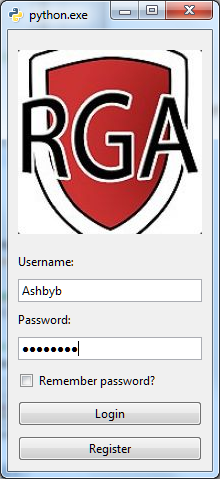 python.exe
RGA
Username:
Ashbyb
Password:
Remember password?
Login
Register